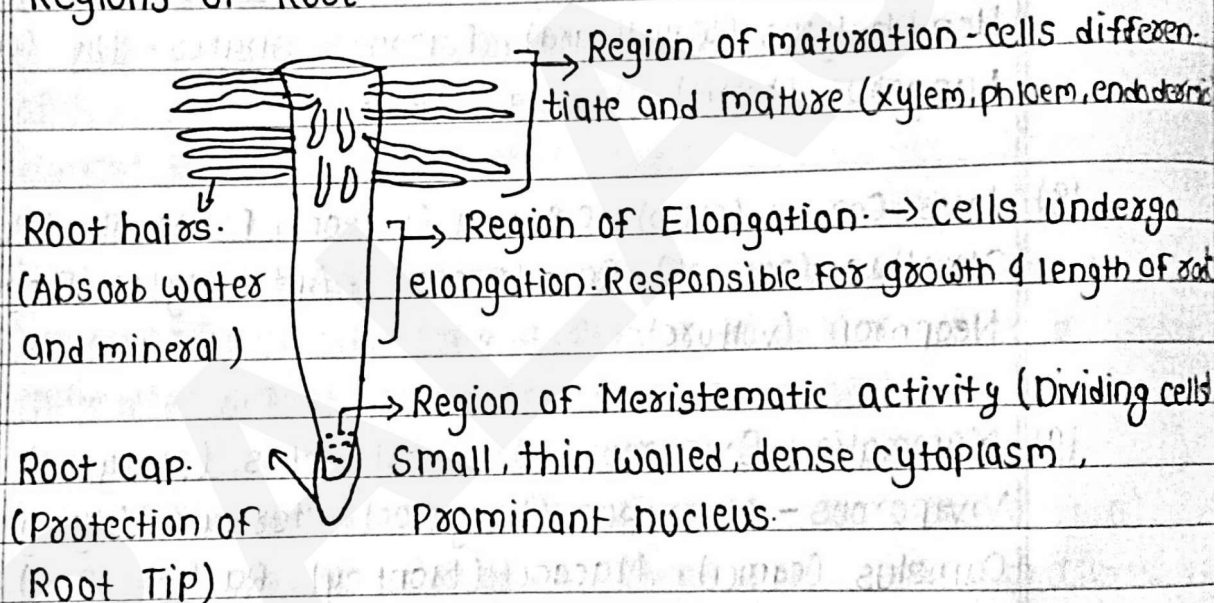 Regions of Root
Region of maturation-cells differen-
tiate and mature (xylem, phloem, endodermis
Root hairs.
(Absorb water
and mineral)
Region of Elongation. → cells undergo
elongation. Responsible for growth & length of root
Region of Meristematic activity (Dividing cells
Small, thin walled, dense cytoplasm,
Prominant nucleus.
Root Cap.
(Protection of
Root Tip)